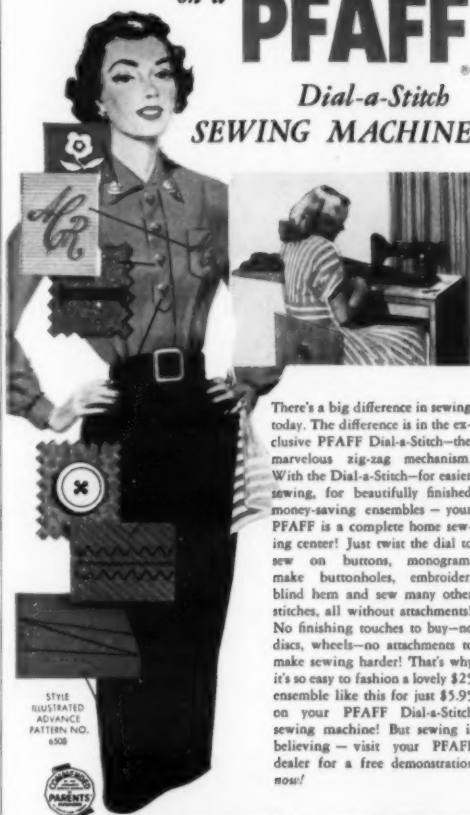 on a
PFAFF®
Dial-a-Stitch
SEWING MACHINE
ACR
There's a big difference in sewing
today. The difference is in the ex-
clusive PFAFF Dial-a-Stitch—the
marvelous zig-zag mechanism.
With the Dial-a-Stitch—for easier
sewing, for beautifully finished
money-saving ensembles — your
PFAFF is a complete home sew-
ing center! Just twist the dial to
sew on buttons, monogram,
make buttonholes, embroider
blind hem and sew many other
stitches, all without attachments!
No finishing touches to buy—no
discs, wheels—no attachments to
make sewing harder! That's why
it's so easy to fashion a lovely $25
ensemble like this for just $5.95
on your PFAFF Dial-a-Stitch
sewing machine! But sewing is
believing — visit your PFAFF
dealer for a free demonstration
now!
STYLE
ILLUSTRATED
ADVANCE
PATTERN NO.
6508
COMMENDED
PARENTS'